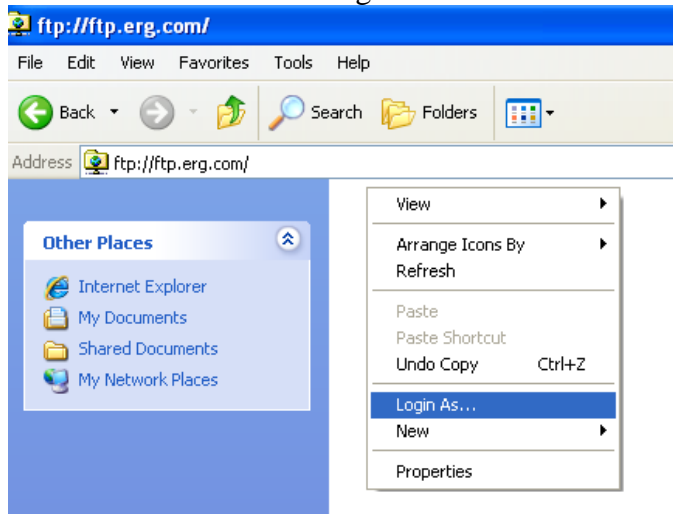 ftp://ftp.erg.com/
File Edit View Favorites Tools Help
Back Search Folders
Address ftp://ftp.erg.com/
Other Places
Internet Explorer
My Documents
Shared Documents
My Network Places
View
Arrange Icons By
Refresh
Paste
Paste Shortcut
Undo Copy Ctrl+Z
Login As...
New
Properties